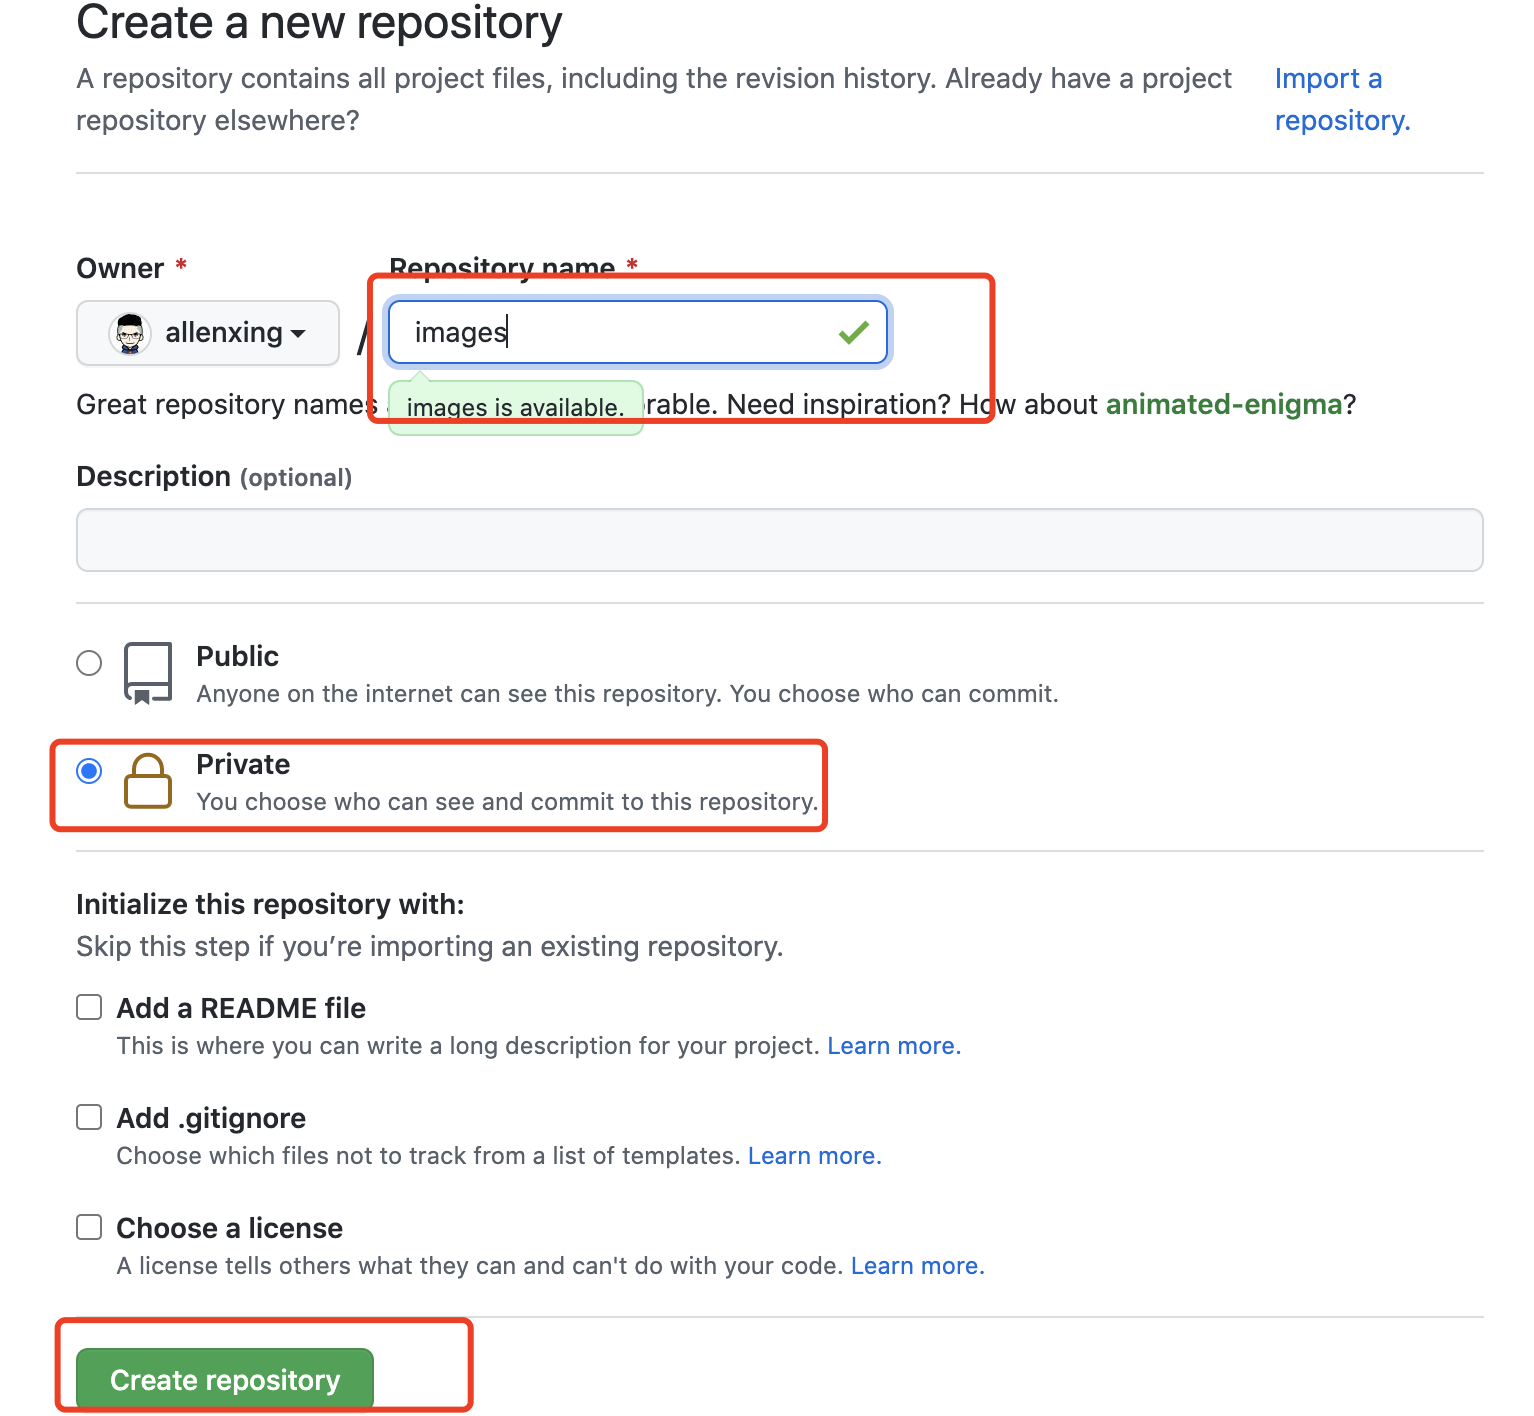 Create a new repository
A repository contains all project files, including the revision history. Already have a project
repository elsewhere?
Import a
repository.
Owner *
Repository name *
allenxing
/
images
Great repository names
images is available.
rable. Need inspiration? How about animated-enigma?
Description (optional)
Public
Anyone on the internet can see this repository. You choose who can commit.
Private
You choose who can see and commit to this repository.
Initialize this repository with:
Skip this step if you’re importing an existing repository.
Add a README file
This is where you can write a long description for your project. Learn more.
Add .gitignore
Choose which files not to track from a list of templates. Learn more.
Choose a license
A license tells others what they can and can't do with your code. Learn more.
Create repository